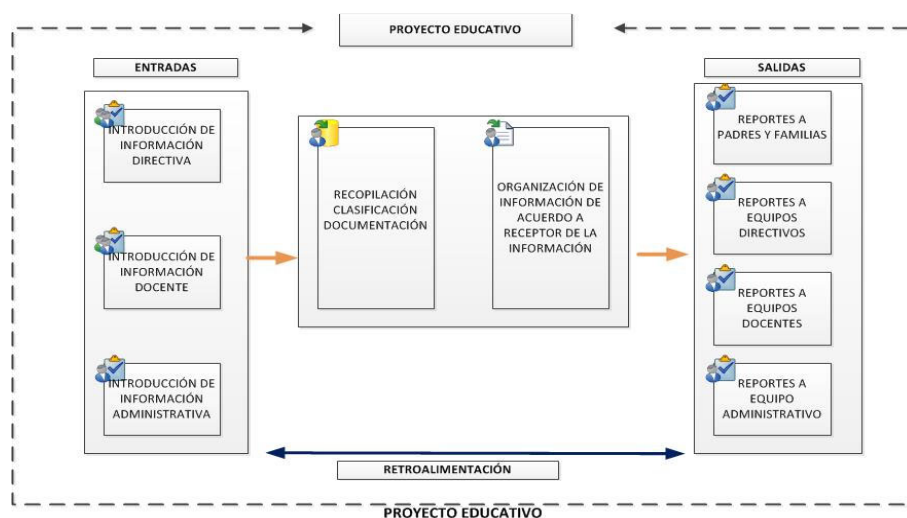 PROYECTO EDUCATIVO
ENTRADAS
INTRODUCCIÓN DE
INFORMACIÓN
DIRECTIVA
INTRODUCCIÓN DE
INFORMACIÓN
DOCENTE
INTRODUCCIÓN DE
INFORMACIÓN
ADMINISTRATIVA
RECOPILACIÓN
CLASIFICACIÓN
DOCUMENTACIÓN
ORGANIZACIÓN DE
INFORMACIÓN DE
ACUERDO A
RECEPTOR DE LA
INFORMACIÓN
SALIDAS
REPORTES A
PADRES Y FAMILIAS
REPORTES A
EQUIPOS
DIRECTIVOS
REPORTES A
EQUIPOS
DOCENTES
REPORTES A
EQUIPO
ADMINISTRATIVO
RETROALIMENTACIÓN
PROYECTO EDUCATIVO